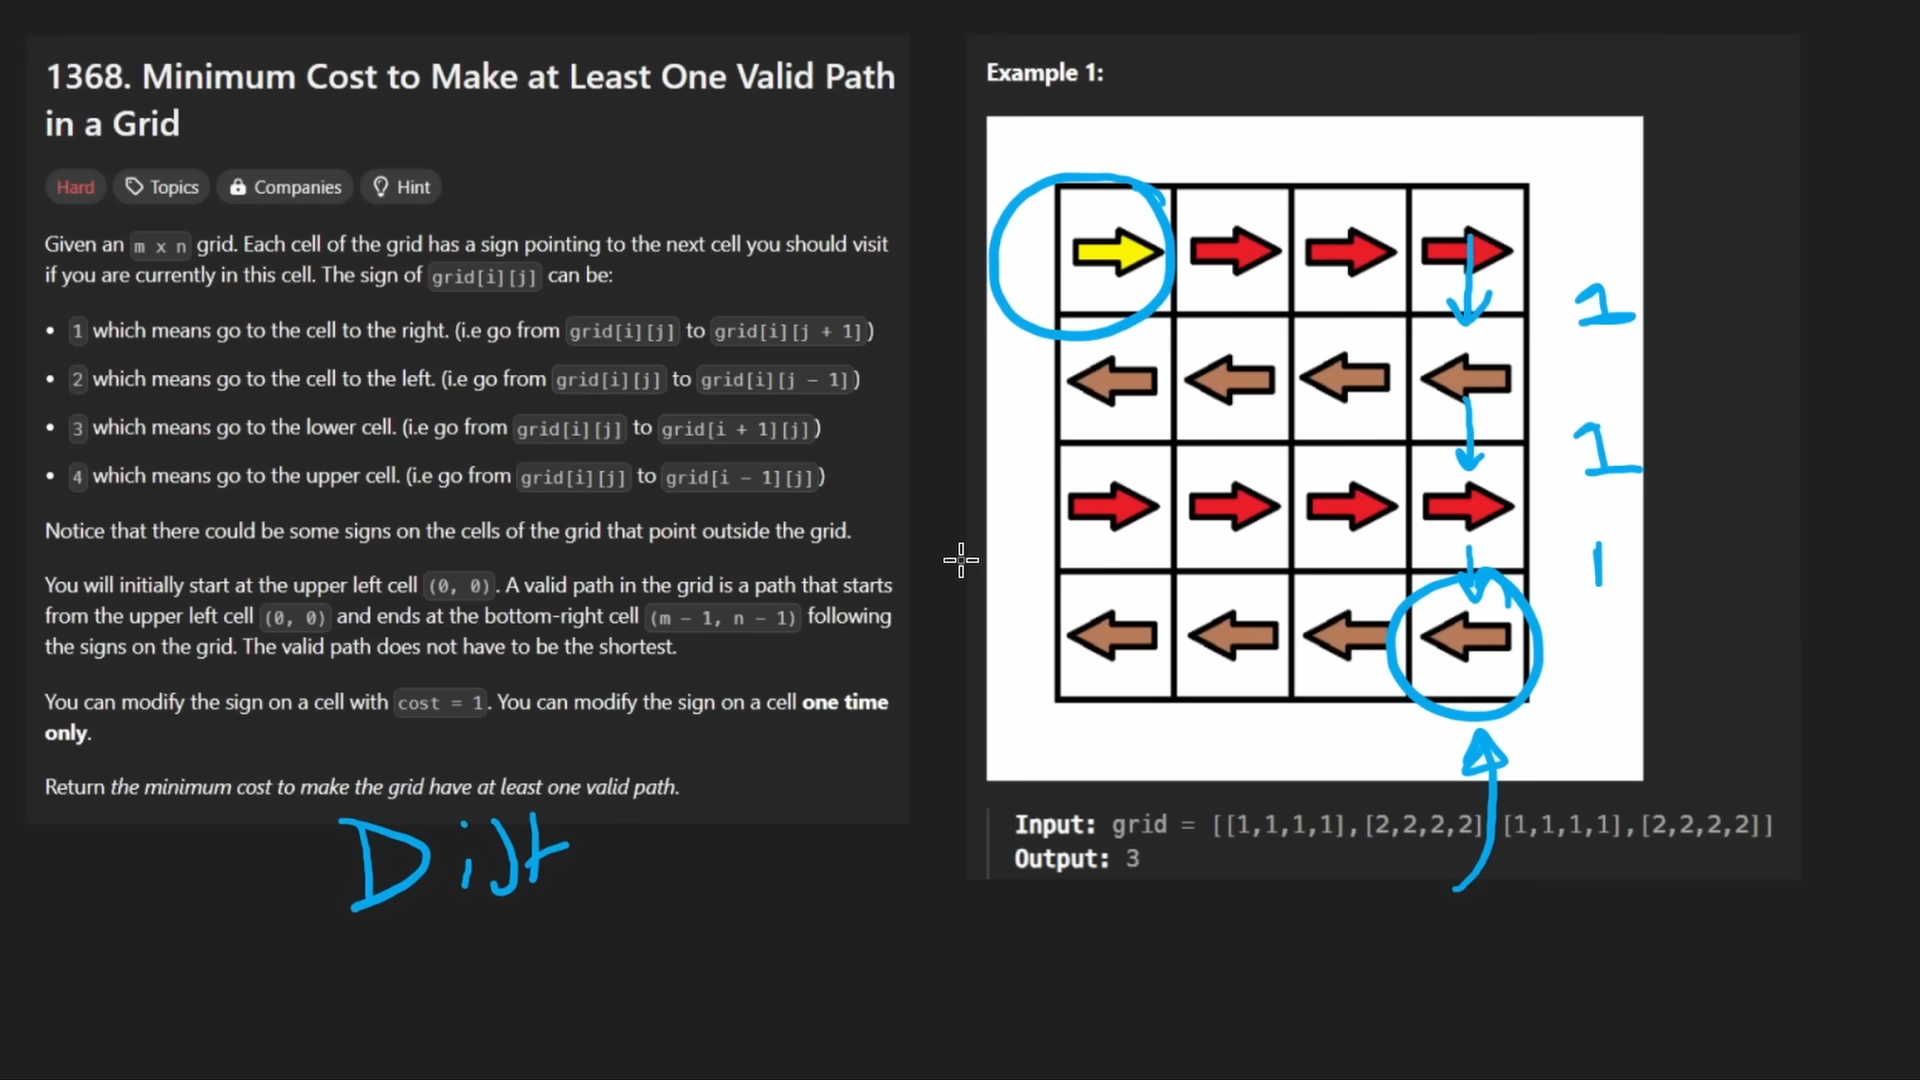 1368. Minimum Cost to Make at Least One Valid Path
in a Grid
Hard Topics Companies Hint
Given an m x n grid. Each cell of the grid has a sign pointing to the next cell you should visit
if you are currently in this cell. The sign of grid[i][j] can be:
• 1 which means go to the cell to the right. (i.e go from grid[i][j] to grid[i][j + 1])
• 2 which means go to the cell to the left. (i.e go from grid[i][j] to grid[i][j - 1])
• 3 which means go to the lower cell. (i.e go from grid[i][j] to grid[i + 1][j])
• 4 which means go to the upper cell. (i.e go from grid[i][j] to grid[i - 1][j])
Notice that there could be some signs on the cells of the grid that point outside the grid.
You will initially start at the upper left cell (0, 0). A valid path in the grid is a path that starts
from the upper left cell (0, 0) and ends at the bottom-right cell (m - 1, n - 1) following
the signs on the grid. The valid path does not have to be the shortest.
You can modify the sign on a cell with cost = 1. You can modify the sign on a cell one time
only.
Return the minimum cost to make the grid have at least one valid path.
Example 1:
1
1
1
Input: grid = [[1,1,1,1],[2,2,2,2],[1,1,1,1],[2,2,2,2]]
Output: 3